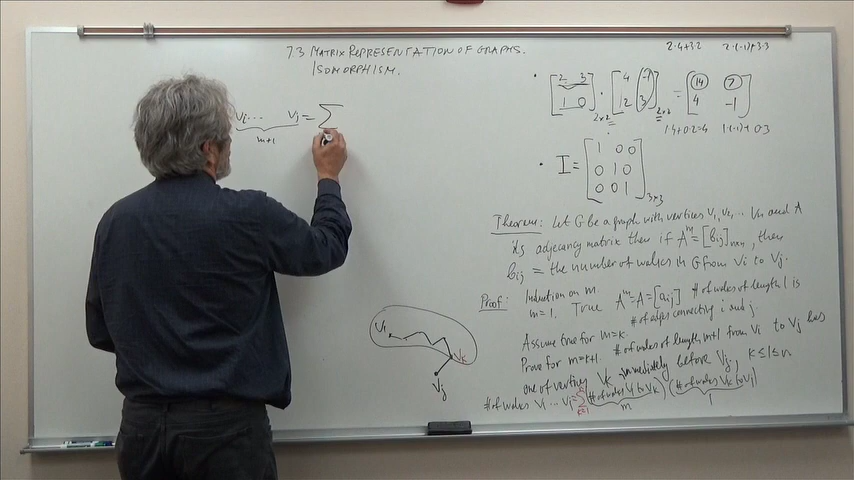 7.3 MATRIX REPRESENTATION OF GRAPHS.
ISOMORPHISM.
2·4+3·2 2·(-1)+3·3
Vi... Vj = ∑
m+1
· [2 3 · [4 -1 = [14 7
1 0] 12 3] 4 -1]
2×2 2×2
1·4+0·2=4 1·(-1)+0·3
· I = [1 0 0
0 1 0
0 0 1] 3×3
Theorem: Let G be a graph with vertices V1, V2, ... Vn and A
its adjecancy matrix then if A^m = [bij]n×n, then
bij = the number of walks in G from Vi to Vj.
Proof: Induction on m.
m=1. True A^m = A = [aij] # of walks of length 1 is
# of edges connecting i and j.
Assume true for m=k.
Prove for m=k+1. # of walks of length m+1 from Vi to Vj has
one of vertices Vk immediately before Vj, k≤1≤n
# of walks Vi ... Vj = ∑ k=1 (# of walks Vi to Vk) (# of walks Vk to Vj)
m 1
Vi
Vk
Vj